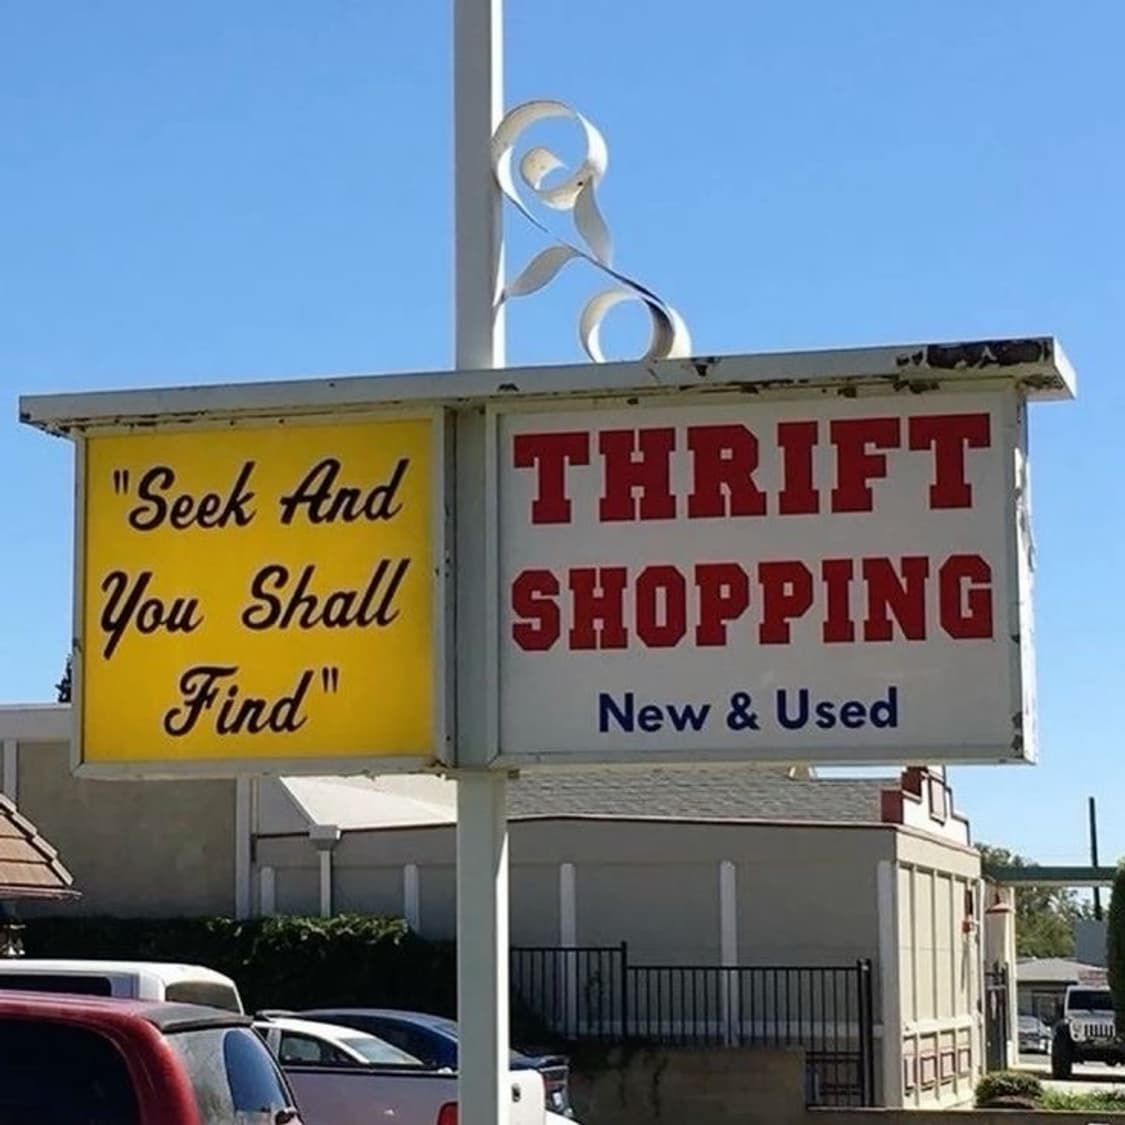 "Seek And
You Shall
Find"
THRIFT
SHOPPING
New & Used